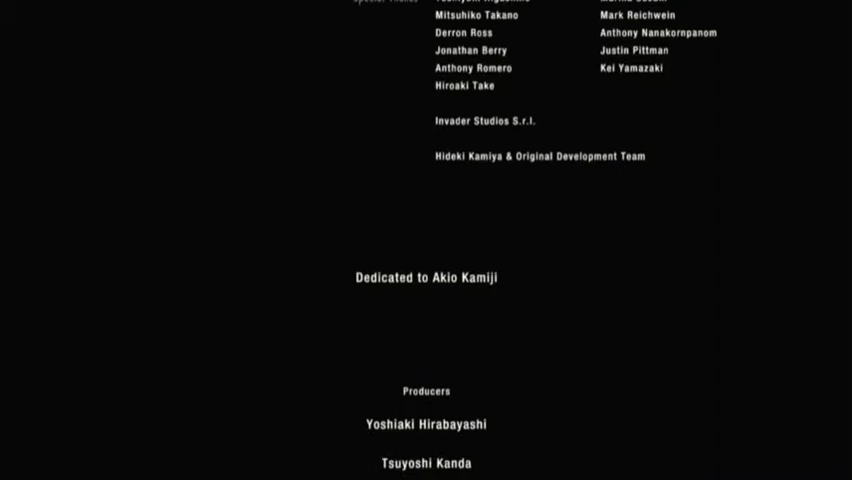 Mitsuhiko Takano Mark Reichwein
Derron Ross Anthony Nanakornpanom
Jonathan Berry Justin Pittman
Anthony Romero Kei Yamazaki
Hiroaki Take
Invader Studios S.r.l.
Hideki Kamiya & Original Development Team
Dedicated to Akio Kamiji
Producers
Yoshiaki Hirabayashi
Tsuyoshi Kanda